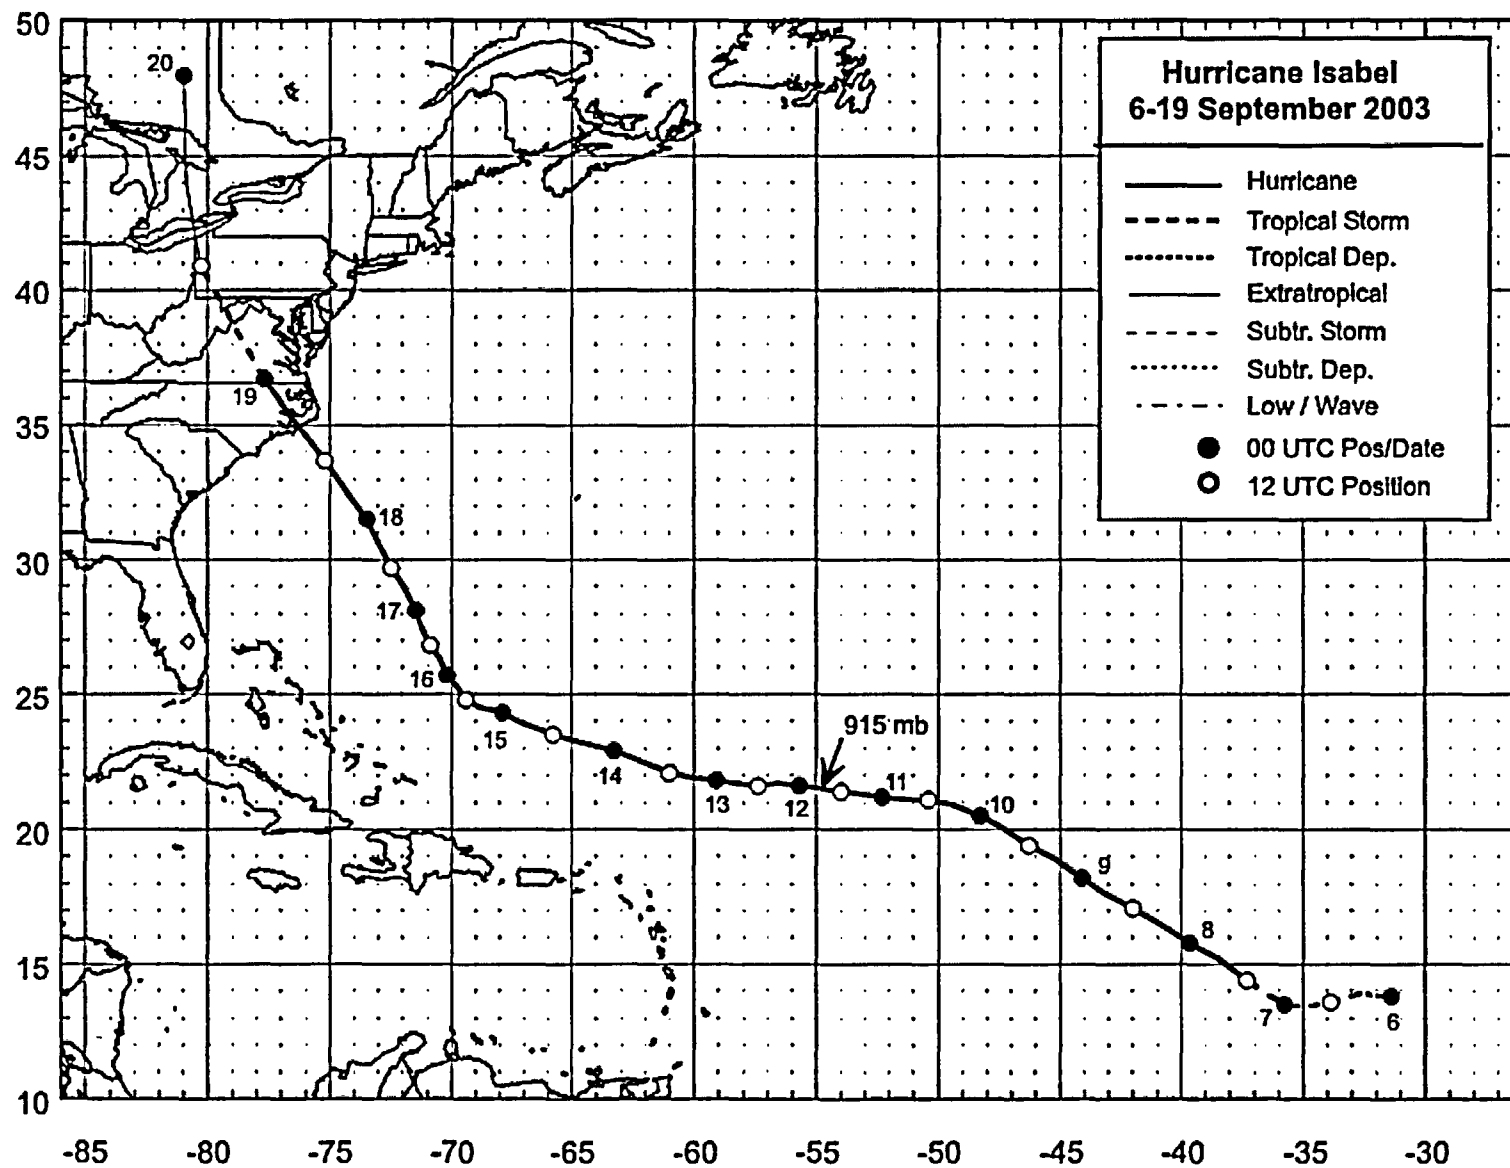 Hurricane Isabel
6-19 September 2003
Hurricane
Tropical Storm
Tropical Dep.
Extratropical
Subtr. Storm
Subtr. Dep.
Low / Wave
00 UTC Pos/Date
12 UTC Position
50
45
40
35
30
25
20
15
10
20
19
18
17
16
15
14
13
12
915 mb
11
10
9
8
7
6
-85 -80 -75 -70 -65 -60 -55 -50 -45 -40 -35 -30